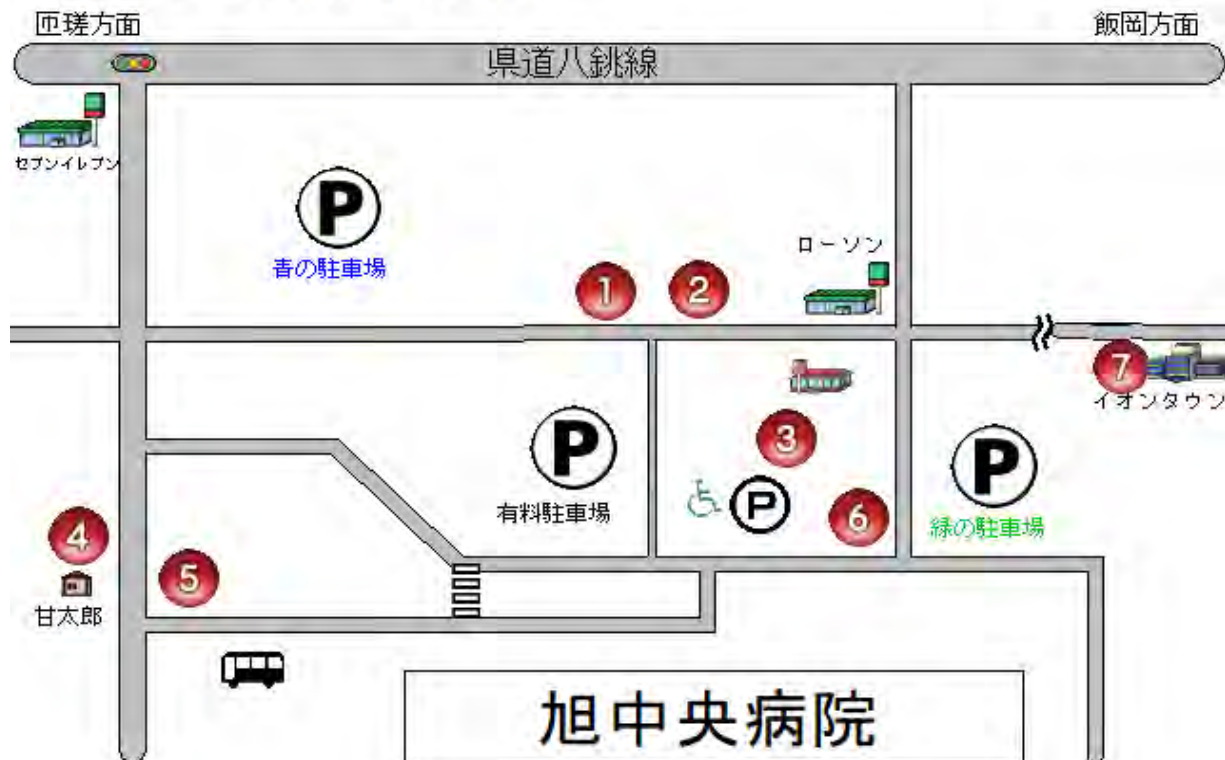 匝瑳方面
飯岡方面
県道八銚線
セブンイレブン
P
青の駐車場
ローソン
1
2
7
イオンタウン
3
P
有料駐車場
P
P
緑の駐車場
6
4
5
甘太郎
旭中央病院